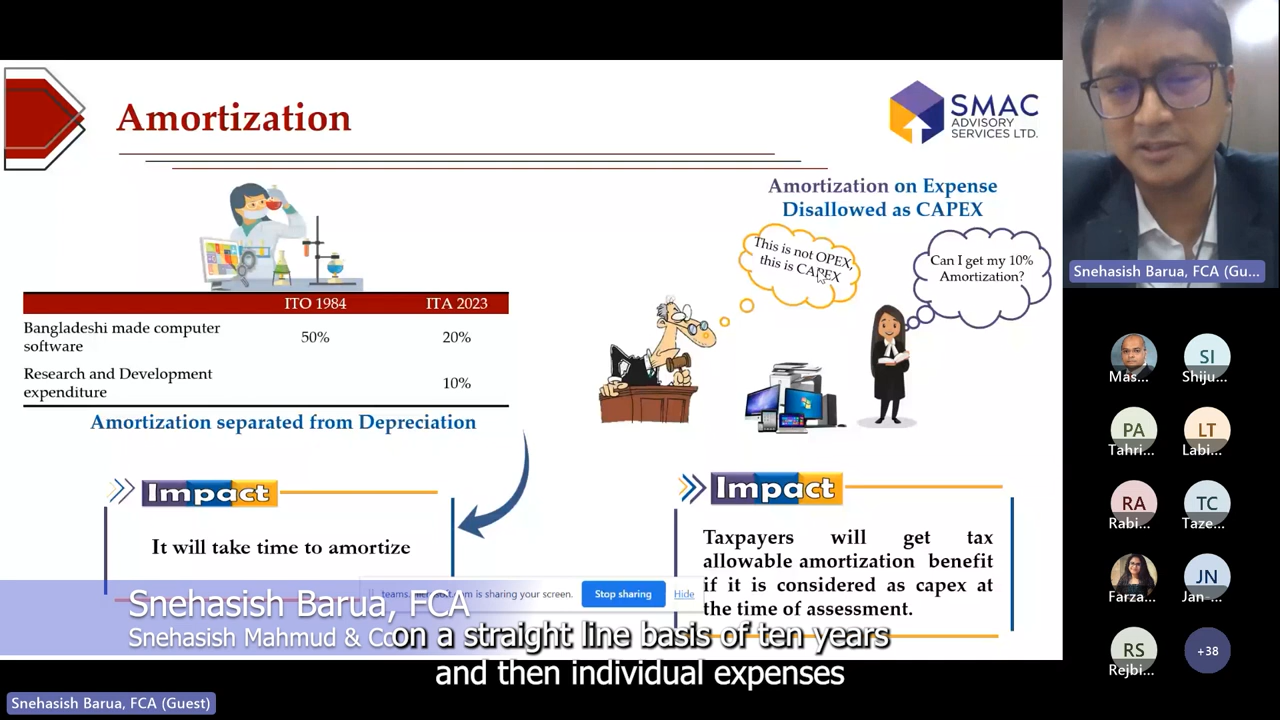 Amortization
SMAC
ADVISORY
SERVICES LTD.
Amortization on Expense
Disallowed as CAPEX
This is not OPEX,
this is CAPEX
Can I get my 10%
Amortization?
ITO 1984 ITA 2023
Bangladeshi made computer
software 50% 20%
Research and Development
expenditure 10%
Amortization separated from Depreciation
Impact
It will take time to amortize
Impact
Taxpayers will get tax
allowable amortization benefit
if it is considered as capex at
the time of assessment.
is sharing your screen.
Stop sharing
Hide
Snehasish Barua, FCA
Snehasish Mahmud & Co
on a straight line basis of ten years
and then individual expenses
Snehasish Barua, FCA (Guest)
Snehasish Barua, FCA (Gu...
Mas...
SI
Shiju...
PA
Tahri...
LT
Labi...
RA
Rabi...
TC
Taze...
Farza...
JN
Jan-...
RS
Rejbi...
+38